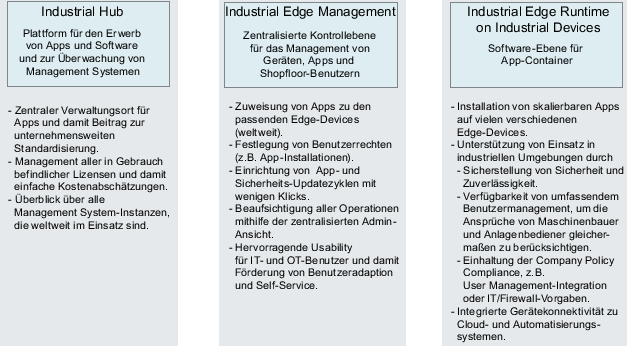 Industrial Hub
Plattform für den Erwerb
von Apps und Software
und zur Überwachung von
Management Systemen
- Zentraler Verwaltungsort für
Apps und damit Beitrag zur
unternehmensweiten
Standardisierung.
- Management aller in Gebrauch
befindlicher Lizensen und damit
einfache Kostenabschätzungen.
- Überblick über alle
Management System-Instanzen,
die weltweit im Einsatz sind.
Industrial Edge Management
Zentralisierte Kontrollebene
für das Management von
Geräten, Apps und
Shopfloor-Benutzern
- Zuweisung von Apps zu den
passenden Edge-Devices
(weltweit).
- Festlegung von Benutzerrechten
(z.B. App-Installationen).
- Einrichtung von App- und
Sicherheits-Updatezyklen mit
wenigen Klicks.
- Beaufsichtigung aller Operationen
mithilfe der zentralisierten Admin-
Ansicht.
- Hervorragende Usability
für IT- und OT-Benutzer und damit
Förderung von Benutzeradaption
und Self-Service.
Industrial Edge Runtime
on Industrial Devices
Software-Ebene für
App-Container
- Installation von skalierbaren Apps
auf vielen verschiedenen
Edge-Devices.
- Unterstützung von Einsatz in
industriellen Umgebungen durch
- Sicherstellung von Sicherheit und
Zuverlässigkeit.
- Verfügbarkeit von umfassendem
Benutzermanagement, um die
Ansprüche von Maschinenbauer
und Anlagenbediener gleicher-
maßen zu berücksichtigen.
- Einhaltung der Company Policy
Compliance, z.B.
User Management-Integration
oder IT/Firewall-Vorgaben.
- Integrierte Gerätekonnektivität zu
Cloud- und Automatisierungs-
systemen.